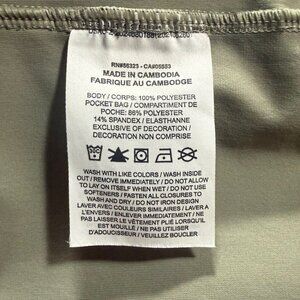 RN#56323 - CA#05553
MADE IN CAMBODIA
FABRIQUE AU CAMBODGE
BODY / CORPS: 100% POLYESTER
POCKET BAG / COMPARTIMENT DE
POCHE: 86% POLYESTER
14% SPANDEX / ELASTHANNE
EXCLUSIVE OF DECORATION /
DECORATION NON COMPRISE
WASH WITH LIKE COLORS / WASH INSIDE
OUT / REMOVE IMMEDIATELY / DO NOT ALLOW
TO LAY ON ITSELF WHEN WET / DO NOT USE
SOFTENERS / FASTEN ALL CLOSURES TO
WASH AND DRY / DO NOT IRON DESIGN
LAVER AVEC COULEURS SIMILAIRES / LAVER A
L'ENVERS / ENLEVER IMMEDIATEMENT / NE
PAS LAISSER LE VÊTEMENT PLIÉ LORSQU'IL
EST MOUILLÉ / NE PAS UTILISER
D'ADOUCISSEUR / VEUILLEZ BOUCLER